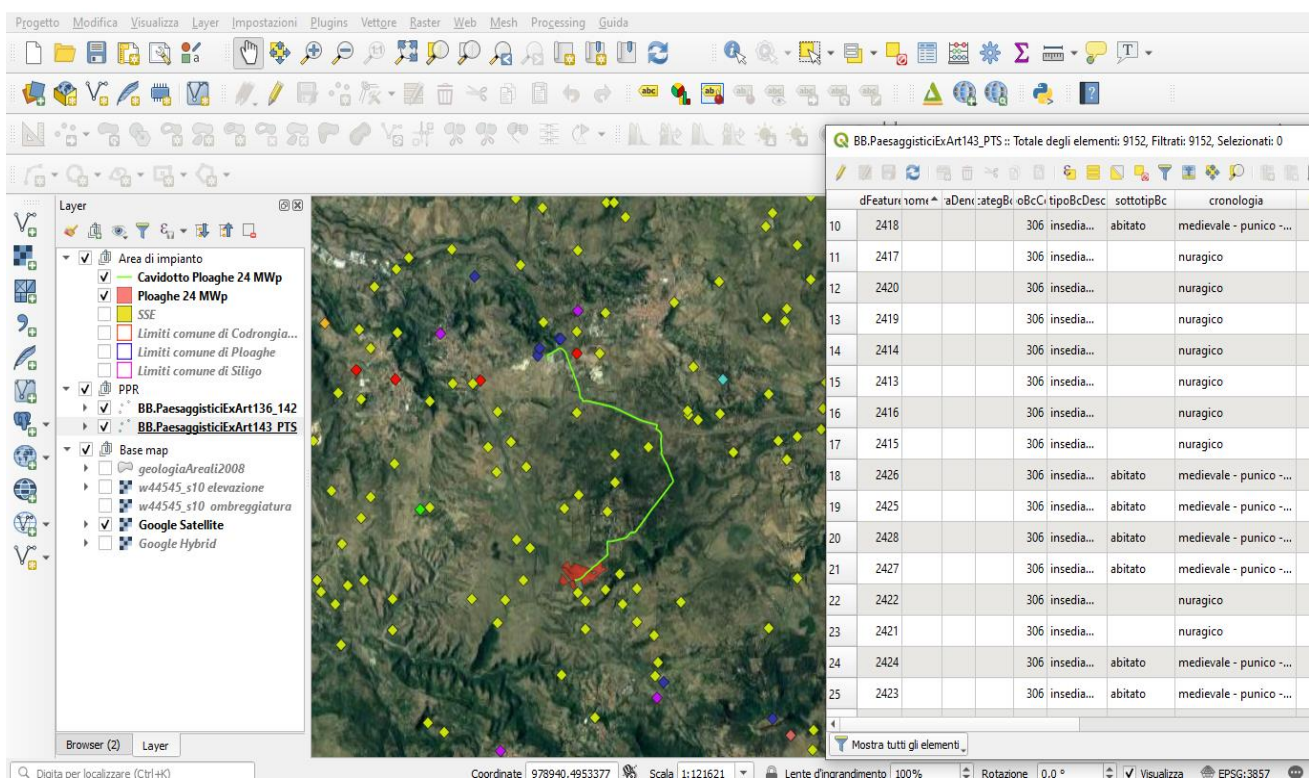 Progetto Modifica Visualizza Layer Impostazioni Plugins Vettore Raster Web Mesh Processing Guida
BB.PaesaggisticiExArt143_PTS :: Totale degli elementi: 9152, Filtrati: 9152, Selezionati: 0
Layer
Area di impianto
Cavidotto Ploaghe 24 MWp
Ploaghe 24 MWp
SSE
Limiti comune di Codrongia...
Limiti comune di Ploaghe
Limiti comune di Siligo
PPR
BB.PaesaggisticiExArt136_142
BB.PaesaggisticiExArt143_PTS
Base map
geologiaAreali2008
w44545_s10 elevazione
w44545_s10 ombreggiatura
Google Satellite
Google Hybrid
Browser (2) Layer
dFeature nome tipoBcDesc sottotipBc cronologia
10 2418 306 insedia... abitato medievale - punico -...
11 2417 306 insedia... nuragico
12 2420 306 insedia... nuragico
13 2419 306 insedia... nuragico
14 2414 306 insedia... nuragico
15 2413 306 insedia... nuragico
16 2416 306 insedia... nuragico
17 2415 306 insedia... nuragico
18 2426 306 insedia... abitato medievale - punico -...
19 2425 306 insedia... abitato medievale - punico -...
20 2428 306 insedia... abitato medievale - punico -...
21 2427 306 insedia... abitato medievale - punico -...
22 2422 306 insedia... nuragico
23 2421 306 insedia... nuragico
24 2424 306 insedia... abitato medievale - punico -...
25 2423 306 insedia... abitato medievale - punico -...
Mostra tutti gli elementi
Digita per localizzare (Ctrl+K) Coordinate 978940.4953377 Scala 1:121621 Lente d'ingrandimento 100% Rotazione 0,0 ° Visualizza EPSG:3857